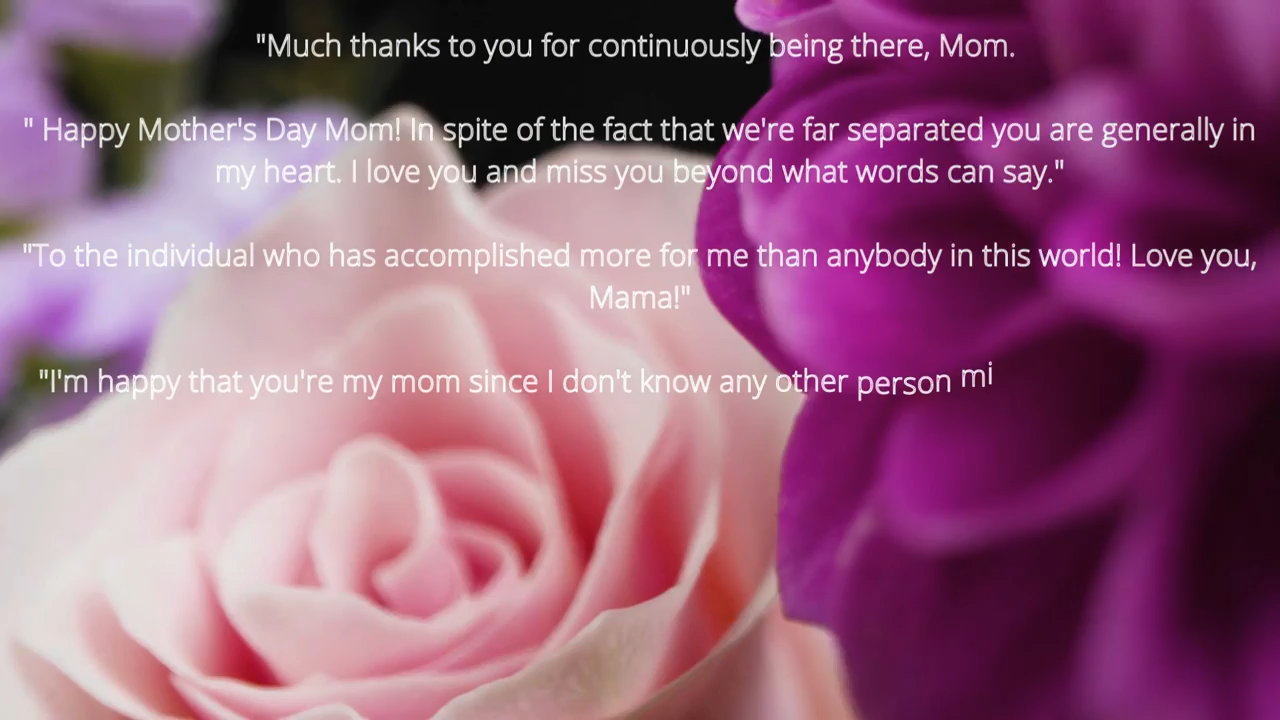 "Much thanks to you for continuously being there, Mom.
" Happy Mother's Day Mom! In spite of the fact that we're far separated you are generally in
my heart. I love you and miss you beyond what words can say."
"To the individual who has accomplished more for me than anybody in this world! Love you,
Mama!"
"I'm happy that you're my mom since I don't know any other person mi